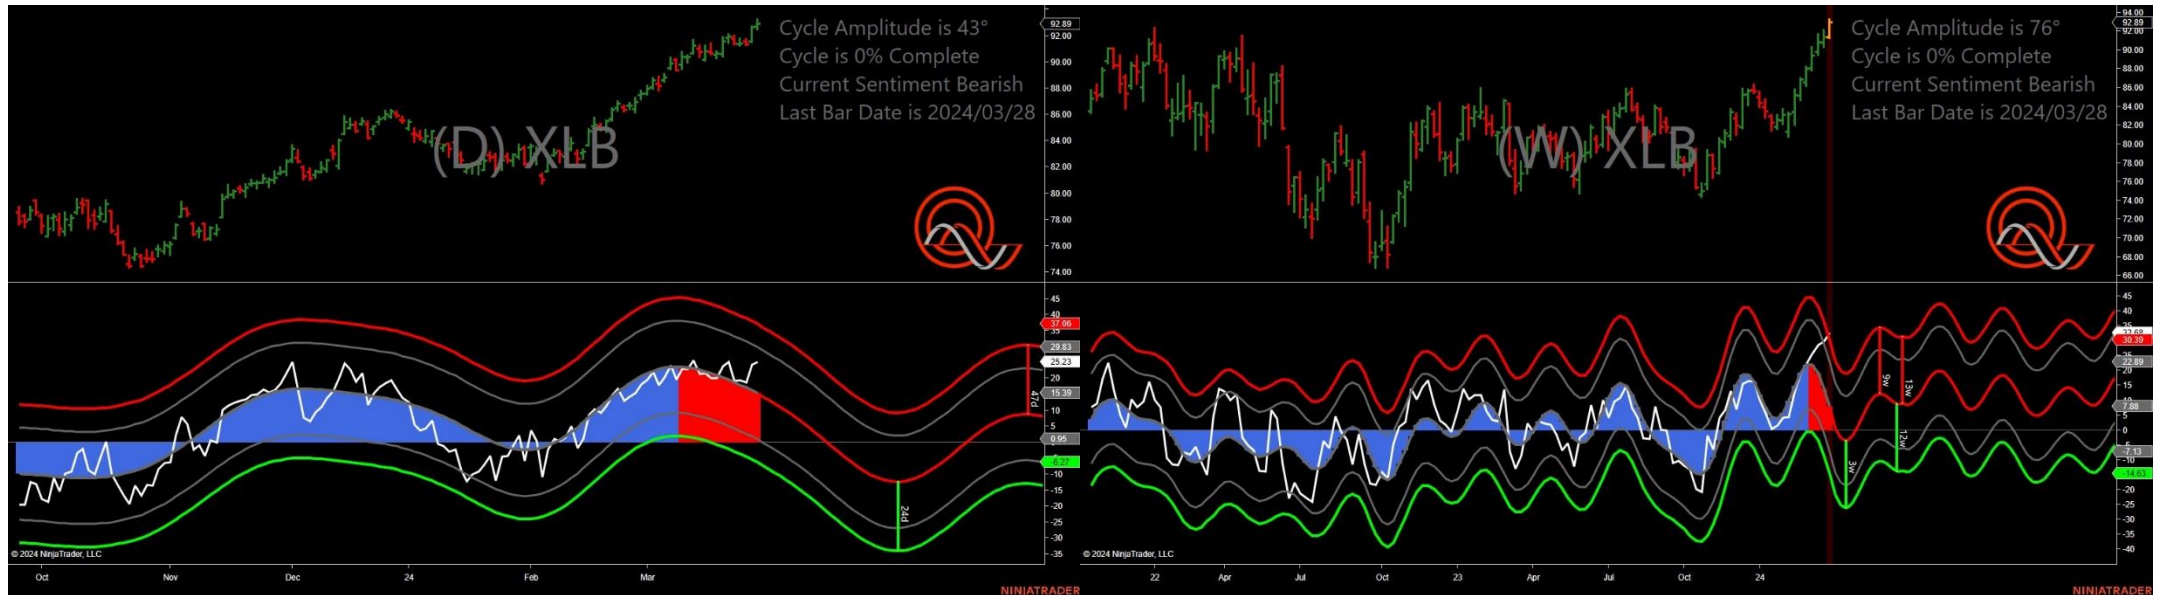 Cycle Amplitude is 43°
Cycle is 0% Complete
Current Sentiment Bearish
Last Bar Date is 2024/03/28
(D) XLB
92.89
92.00
90.00
88.00
86.00
84.00
82.00
80.00
78.00
76.00
74.00
45
40
37.06
29.83
25.23
20
15.39
10
5
0.95
-6.27
-10
-15
-20
-25
-30
-35
47d
24d
© 2024 NinjaTrader, LLC
Oct
Nov
Dec
24
Feb
Mar
NINJATRADER
Cycle Amplitude is 76°
Cycle is 0% Complete
Current Sentiment Bearish
Last Bar Date is 2024/03/28
(W) XLB
94.00
92.89
92.00
90.00
88.00
86.00
84.00
82.00
80.00
78.00
76.00
74.00
72.00
70.00
68.00
66.00
45
40
35
30.39
22.89
20
15
7.88
5
0
-7.13
-10
-14.63
-20
-25
-30
-35
-40
9w
13w
3w
12w
© 2024 NinjaTrader, LLC
22
Apr
Jul
Oct
23
Apr
Jul
Oct
24
NINJATRADER